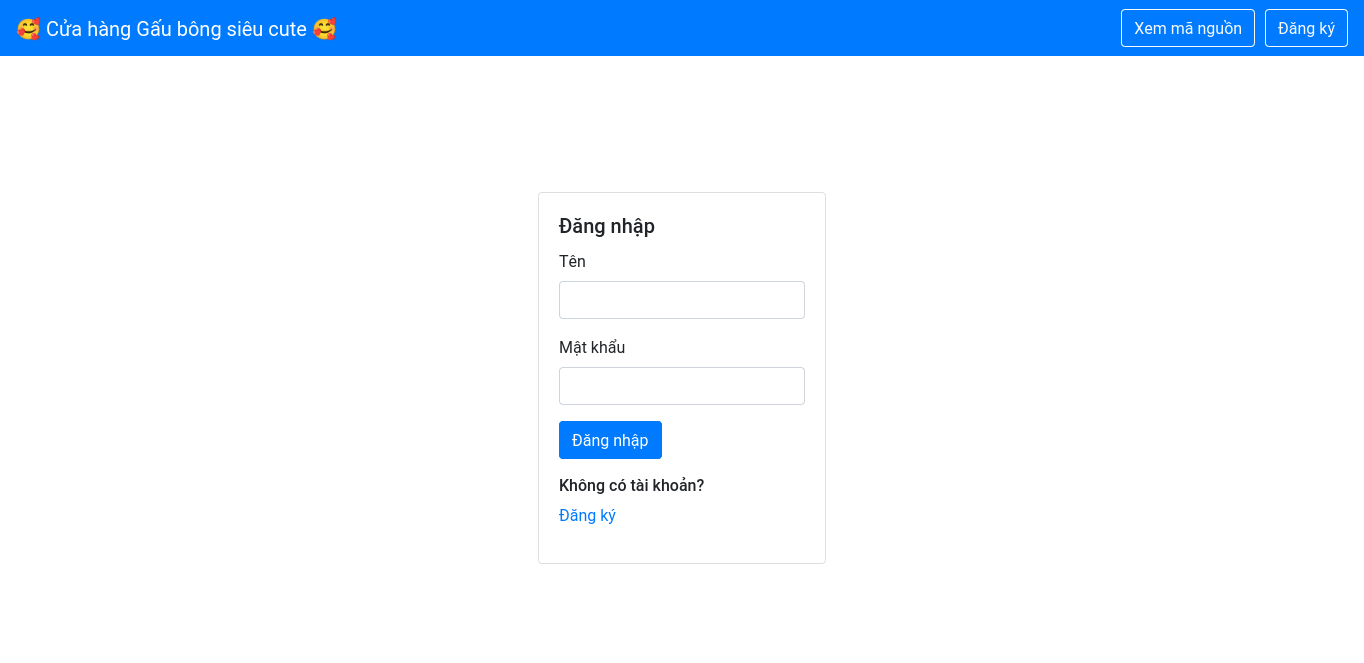 🥰 Cửa hàng Gấu bông siêu cute 🥰
Xem mã nguồn
Đăng ký
Đăng nhập
Tên
Mật khẩu
Đăng nhập
Không có tài khoản?
Đăng ký